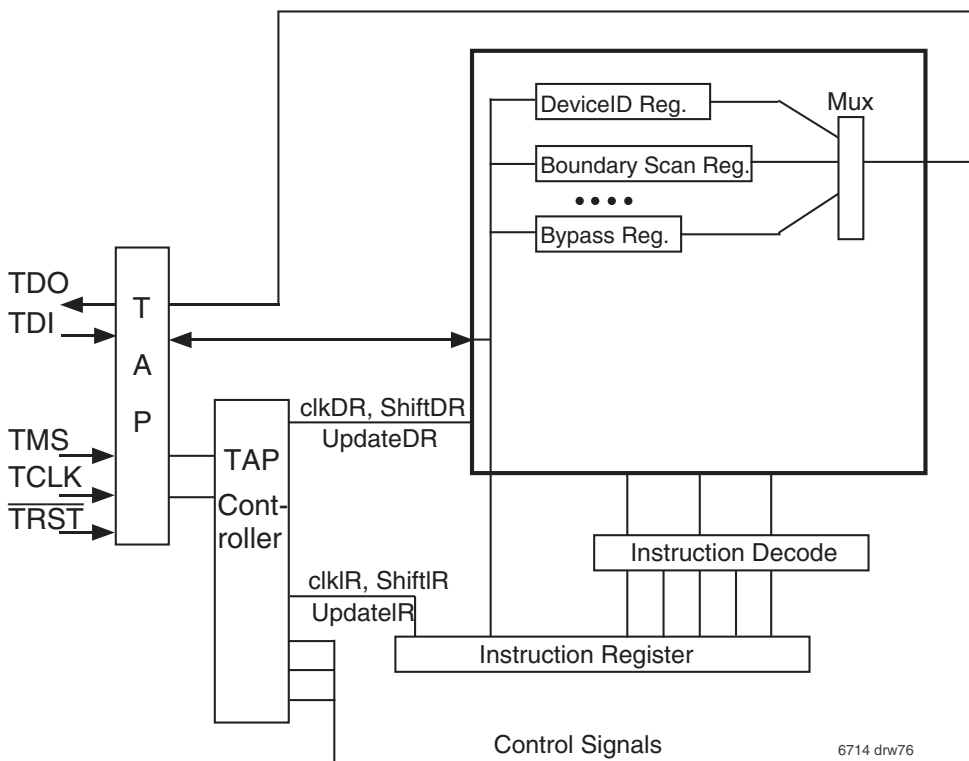 DeviceID Reg.
Mux
Boundary Scan Reg.
Bypass Reg.
TDO
TDI
T
A
P
TMS
TCLK
TRST
clkDR, ShiftDR
UpdateDR
TAP
Cont-
roller
Instruction Decode
clkIR, ShiftIR
UpdateIR
Instruction Register
Control Signals
6714 drw76